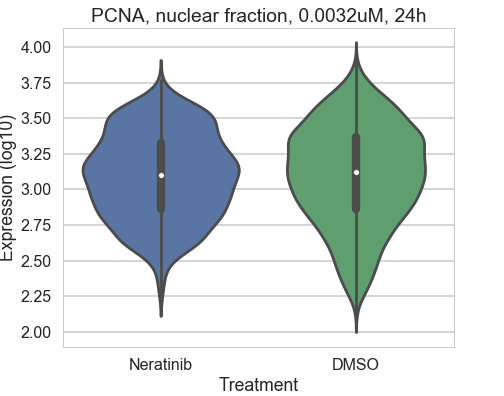 PCNA, nuclear fraction, 0.0032uM, 24h
4.00
3.75
3.50
3.25
3.00
2.75
2.50
2.25
2.00
Expression (log10)
Neratinib
DMSO
Treatment